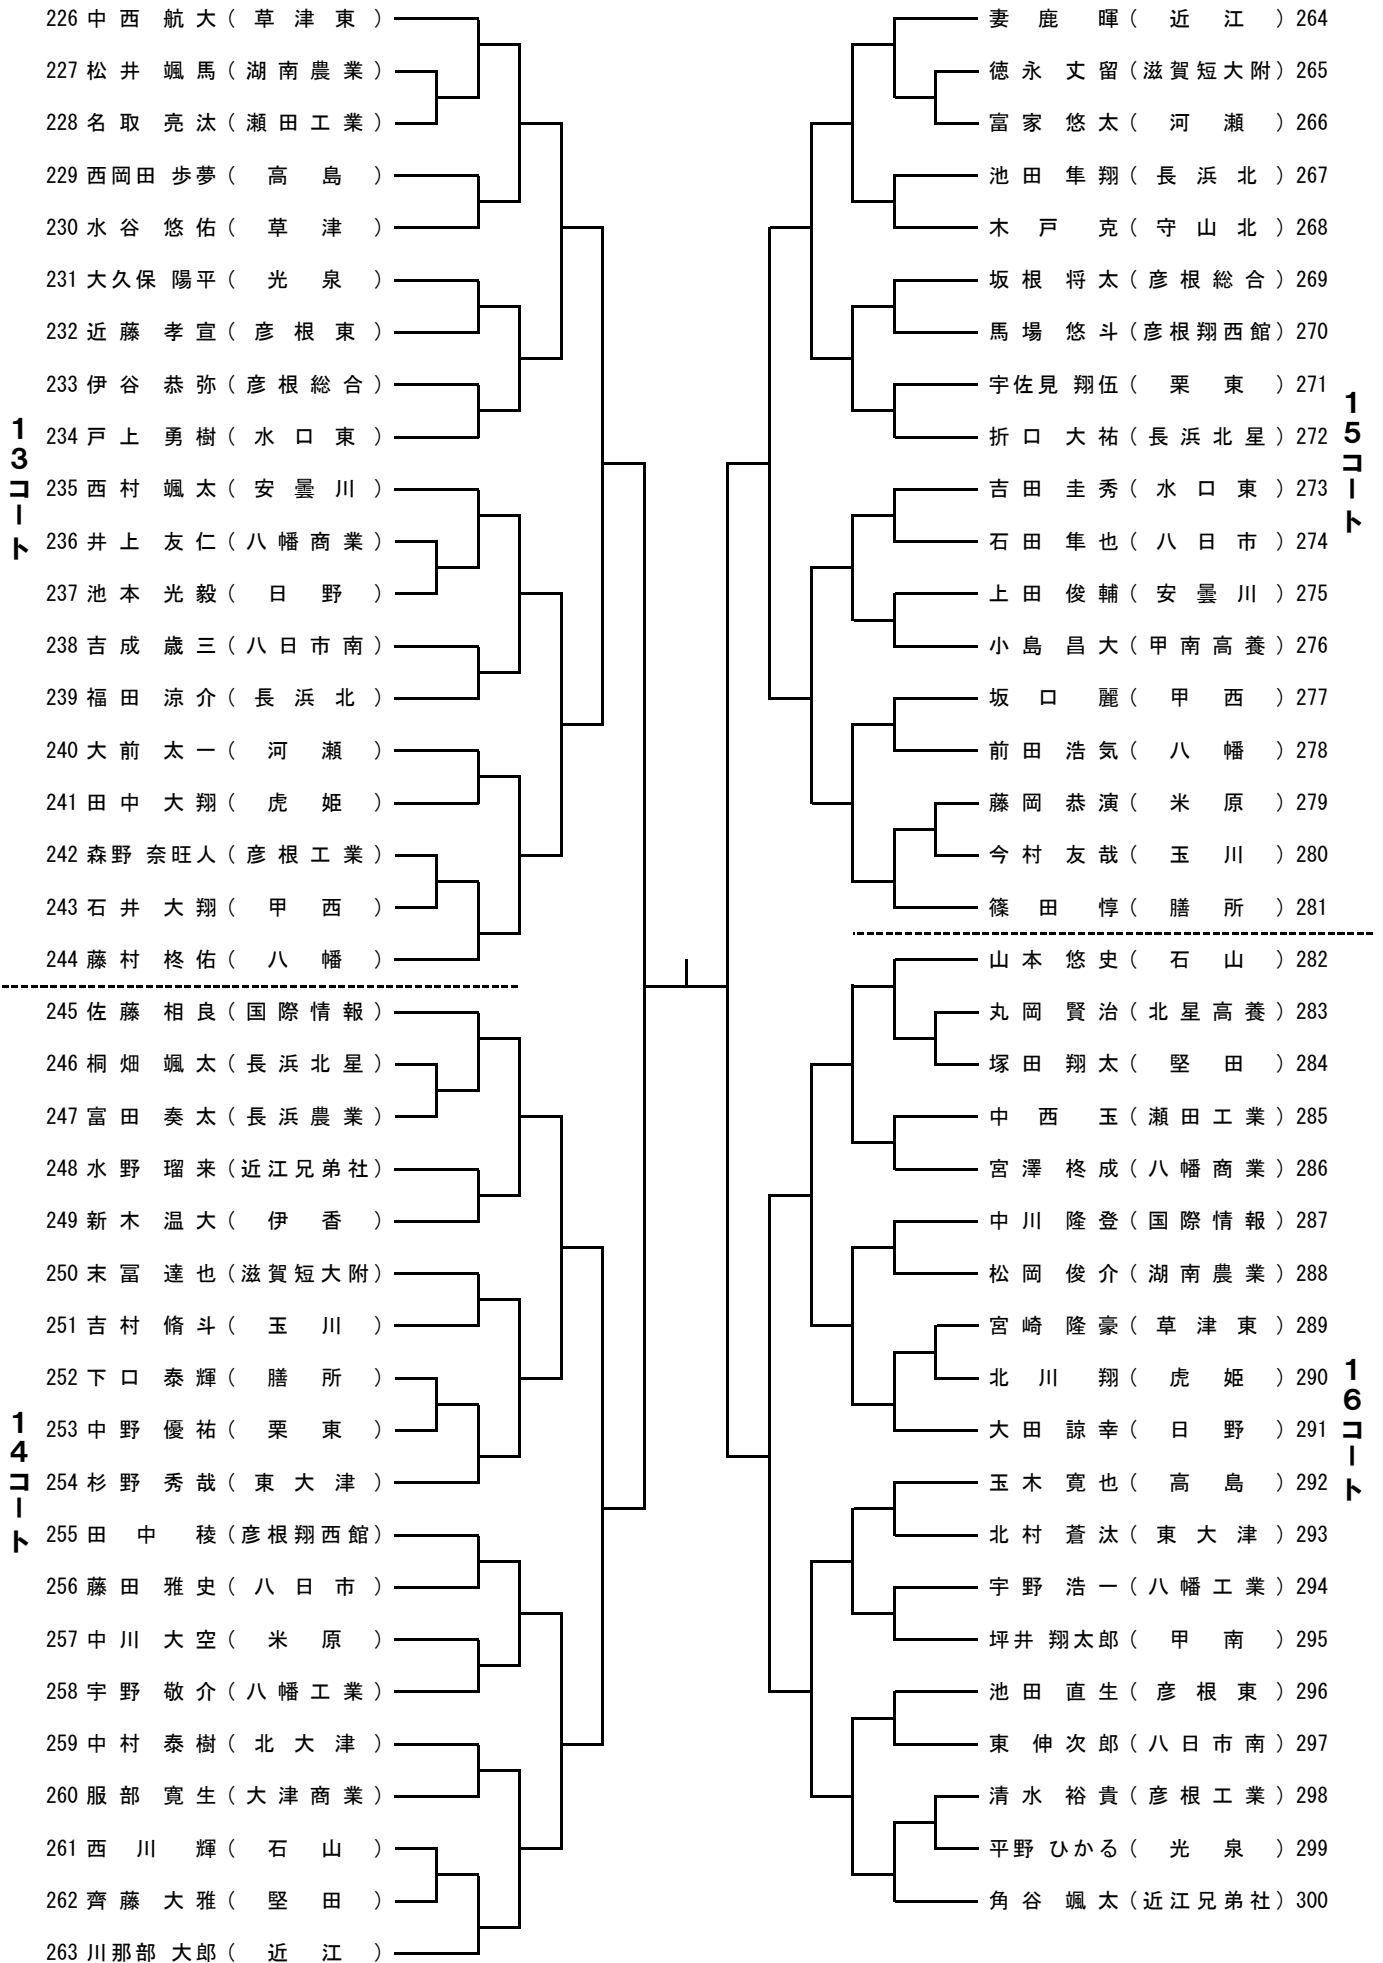 13コート
226 中西 航大（草津東）
227 松井 颯馬（湖南農業）
228 名取 亮汰（瀬田工業）
229 西岡田 歩夢（高島）
230 水谷 悠佑（草津）
231 大久保 陽平（光泉）
232 近藤 孝宣（彦根東）
233 伊谷 恭弥（彦根総合）
234 戸上 勇樹（水口東）
235 西村 颯太（安曇川）
236 井上 友仁（八幡商業）
237 池本 光毅（日野）
238 吉成 歳三（八日市南）
239 福田 涼介（長浜北）
240 大前 太一（河瀬）
241 田中 大翔（虎姫）
242 森野 奈旺人（彦根工業）
243 石井 大翔（甲西）
244 藤村 柊佑（八幡）
14コート
245 佐藤 相良（国際情報）
246 桐畑 颯太（長浜北星）
247 富田 奏太（長浜農業）
248 水野 瑠来（近江兄弟社）
249 新木 温大（伊香）
250 末冨 達也（滋賀短大附）
251 吉村 脩斗（玉川）
252 下口 泰輝（膳所）
253 中野 優祐（栗東）
254 杉野 秀哉（東大津）
255 田中 稜（彦根翔西館）
256 藤田 雅史（八日市）
257 中川 大空（米原）
258 宇野 敬介（八幡工業）
259 中村 泰樹（北大津）
260 服部 寛生（大津商業）
261 西川 輝（石山）
262 齊藤 大雅（堅田）
263 川那部 大郎（近江）
15コート
妻鹿 暉（近江）264
徳永 丈留（滋賀短大附）265
富家 悠太（河瀬）266
池田 隼翔（長浜北）267
木戸 克（守山北）268
坂根 将太（彦根総合）269
馬場 悠斗（彦根翔西館）270
宇佐見 翔伍（栗東）271
折口 大祐（長浜北星）272
吉田 圭秀（水口東）273
石田 隼也（八日市）274
上田 俊輔（安曇川）275
小島 昌大（甲南高養）276
坂口 麗（甲西）277
前田 浩気（八幡）278
藤岡 恭演（米原）279
今村 友哉（玉川）280
篠田 惇（膳所）281
16コート
山本 悠史（石山）282
丸岡 賢治（北星高養）283
塚田 翔太（堅田）284
中西 玉（瀬田工業）285
宮澤 柊成（八幡商業）286
中川 隆登（国際情報）287
松岡 俊介（湖南農業）288
宮崎 隆豪（草津東）289
北川 翔（虎姫）290
大田 諒幸（日野）291
玉木 寛也（高島）292
北村 蒼汰（東大津）293
宇野 浩一（八幡工業）294
坪井 翔太郎（甲南）295
池田 直生（彦根東）296
東 伸次郎（八日市南）297
清水 裕貴（彦根工業）298
平野 ひかる（光泉）299
角谷 颯太（近江兄弟社）300